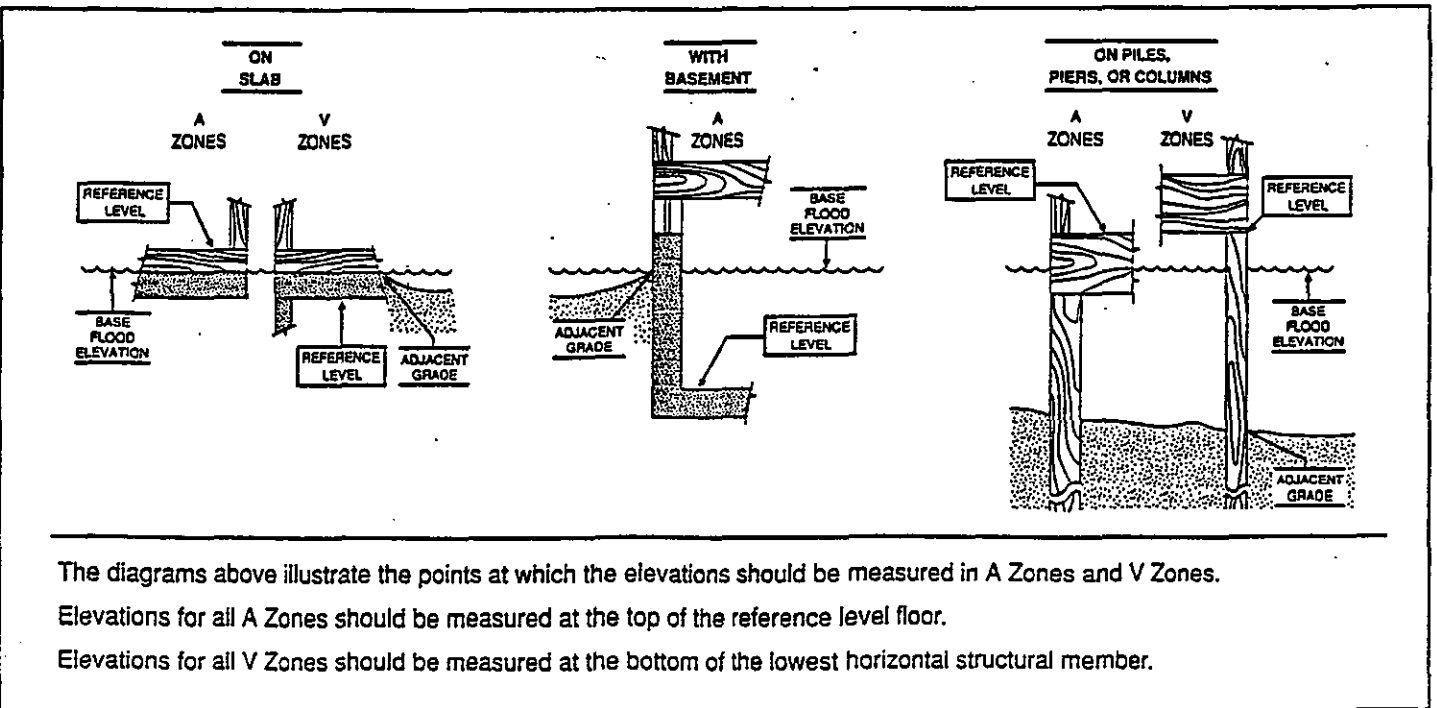 ON
SLAB
A
ZONES
V
ZONES
REFERENCE
LEVEL
BASE
FLOOD
ELEVATION
REFERENCE
LEVEL
ADJACENT
GRADE
WITH
BASEMENT
A
ZONES
BASE
FLOOD
ELEVATION
ADJACENT
GRADE
REFERENCE
LEVEL
ON PILES,
PIERS, OR COLUMNS
A
ZONES
V
ZONES
REFERENCE
LEVEL
REFERENCE
LEVEL
BASE
FLOOD
ELEVATION
ADJACENT
GRADE
The diagrams above illustrate the points at which the elevations should be measured in A Zones and V Zones.
Elevations for all A Zones should be measured at the top of the reference level floor.
Elevations for all V Zones should be measured at the bottom of the lowest horizontal structural member.